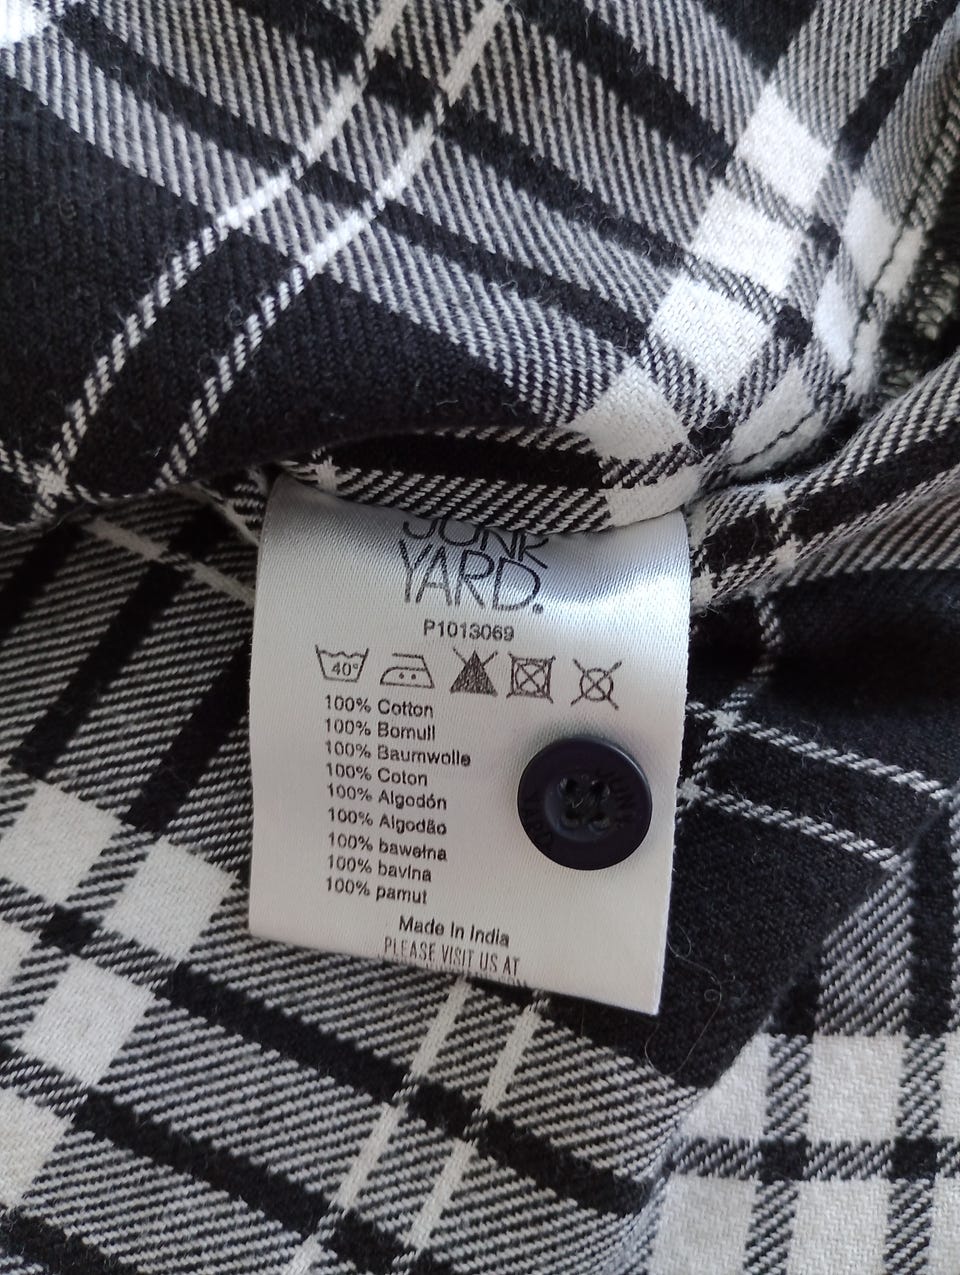 JUNK
YARD.
P1013069
40°
100% Cotton
100% Bomull
100% Baumwolle
100% Coton
100% Algodón
100% Algodão
100% bawełna
100% bavlna
100% pamut
JUNK
Made in India
PLEASE VISIT US AT